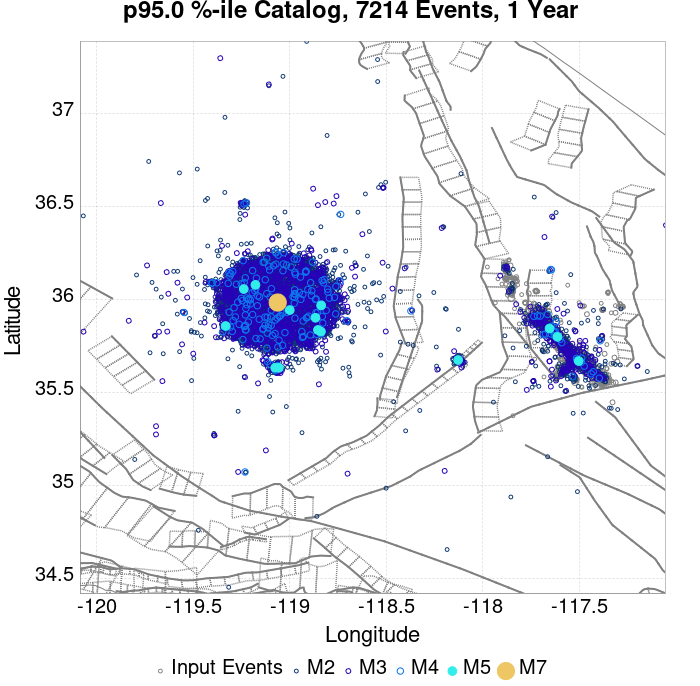 p95.0 %-ile Catalog, 7214 Events, 1 Year
37
36.5
36
35.5
35
34.5
Latitude
-120 -119.5 -119 -118.5 -118 -117.5
Longitude
Input Events M2 M3 M4 M5 M7